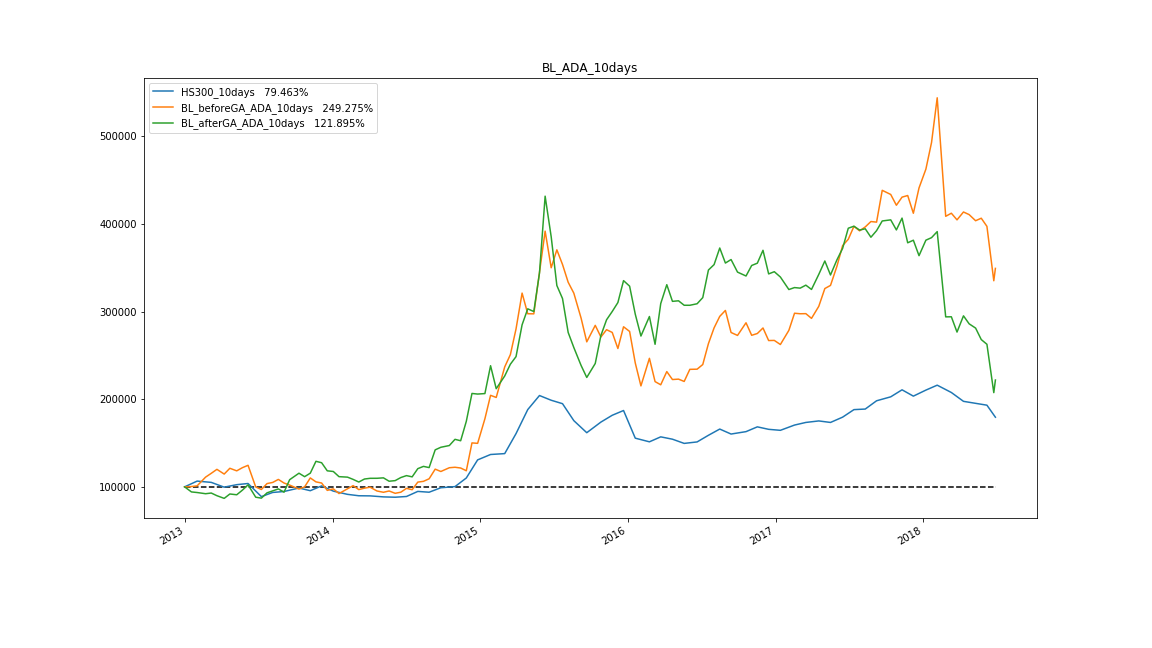 BL_ADA_10days
HS300_10days 79.463%
BL_beforeGA_ADA_10days 249.275%
BL_afterGA_ADA_10days 121.895%
500000
400000
300000
200000
100000
2013
2014
2015
2016
2017
2018